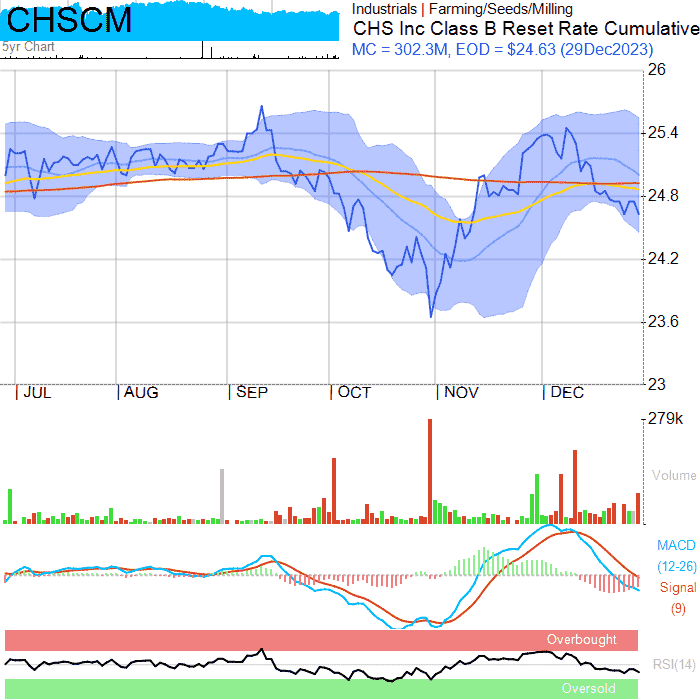 CHSCM
5yr Chart
Industrials | Farming/Seeds/Milling
CHS Inc Class B Reset Rate Cumulative
MC = 302.3M, EOD = $24.63 (29Dec2023)
26
25.4
24.8
24.2
23.6
23
JUL
AUG
SEP
OCT
NOV
DEC
279k
Volume
MACD
(12-26)
Signal
(9)
Overbought
RSI(14)
Oversold